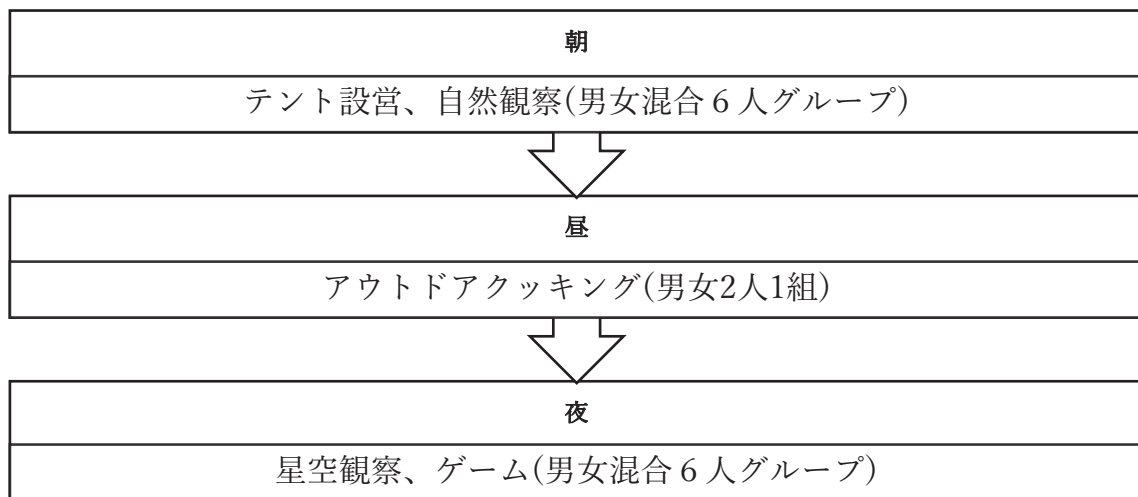 朝
テント設営、自然観察(男女混合６人グループ)
昼
アウトドアクッキング(男女2人1組)
夜
星空観察、ゲーム(男女混合６人グループ)